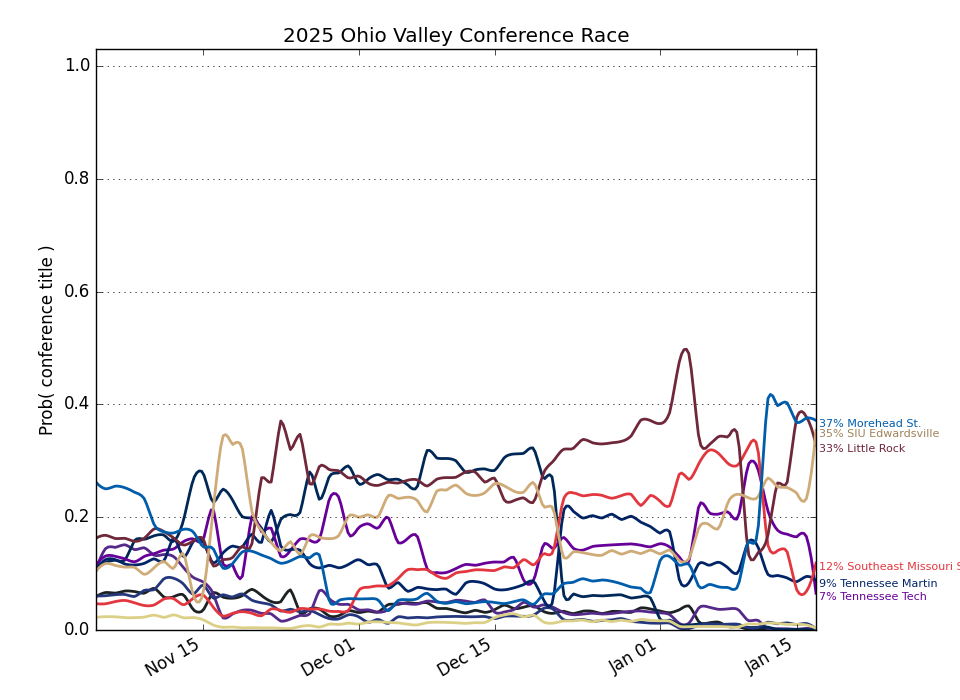 2025 Ohio Valley Conference Race
Prob( conference title )
1.0
0.8
0.6
0.4
0.2
0.0
37% Morehead St.
35% SIU Edwardsville
33% Little Rock
12% Southeast Missouri S
9% Tennessee Martin
7% Tennessee Tech
Nov 15
Dec 01
Dec 15
Jan 01
Jan 15